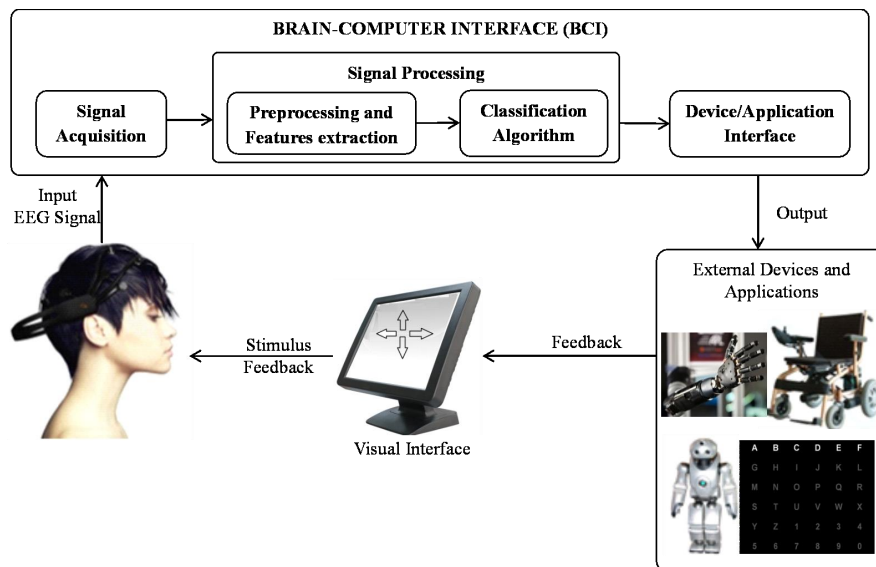 BRAIN-COMPUTER INTERFACE (BCI)
Signal Processing
Signal
Acquisition
Preprocessing and
Features extraction
Classification
Algorithm
Device/Application
Interface
Input
EEG Signal
Output
External Devices and
Applications
Stimulus
Feedback
Feedback
Visual Interface
A B C D E F
G H I J K L
M N O P Q R
S T U V W X
Y Z 1 2 3 4
5 6 7 8 9 0